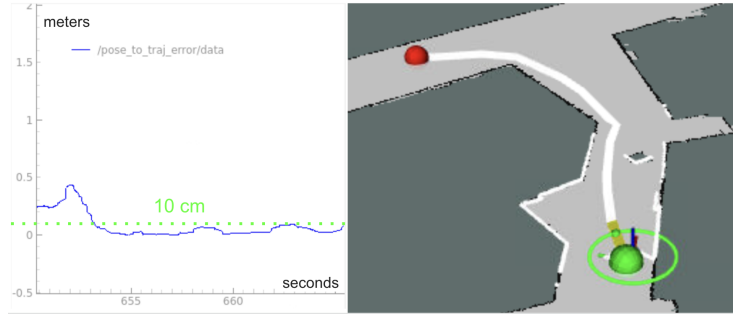 2
meters
/pose_to_traj_error/data
1.5
1
0.5
10 cm
0
seconds
-0.5
655
660